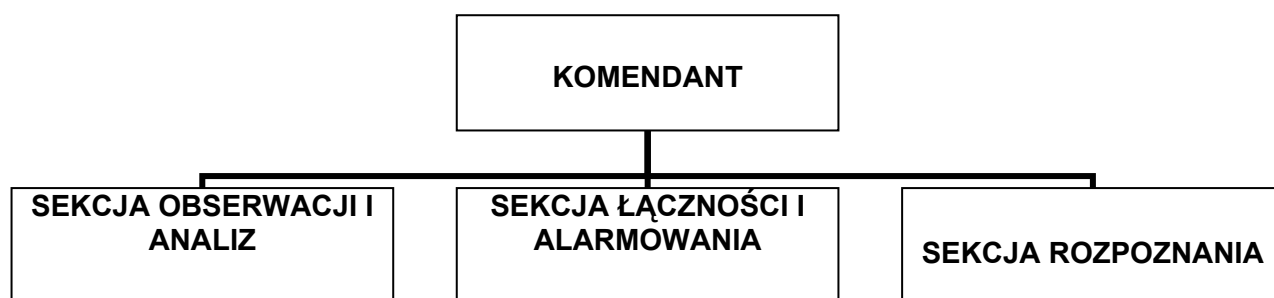 KOMENDANT
SEKCJA OBSERWACJI I
ANALIZ
SEKCJA ŁĄCZNOŚCI I
ALARMOWANIA
SEKCJA ROZPOZNANIA